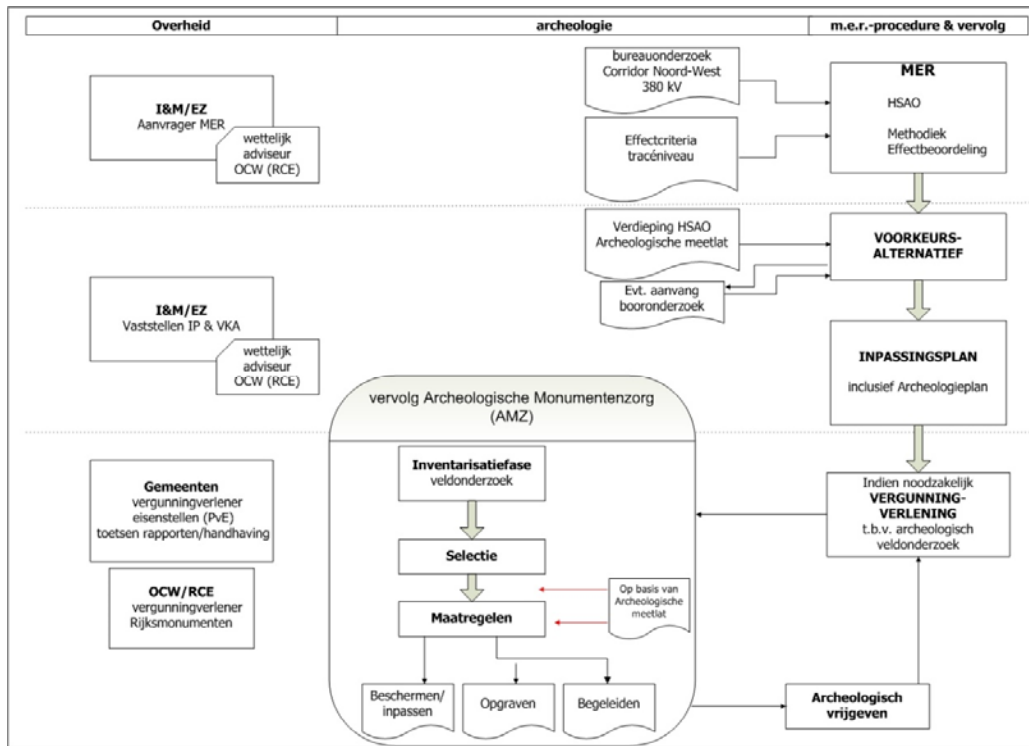 Overheid
archeologie
m.e.r.-procedure & vervolg
I&M/EZ
Aanvrager MER
wettelijk
adviseur
OCW (RCE)
bureauonderzoek
Corridor Noord-West
380 kV
Effectcriteria
tracéniveau
MER
HSAO
Methodiek
Effectbeoordeling
I&M/EZ
Vaststellen IP & VKA
wettelijk
adviseur
OCW (RCE)
Verdieping HSAO
Archeologische meetlat
Evt. aanvang
booronderzoek
VOORKEURS-
ALTERNATIEF
INPASSINGSPLAN
inclusief Archeologieplan
vervolg Archeologische Monumentenzorg
(AMZ)
Gemeenten
vergunningverlener
eisenstellen (PvE)
toetsen rapporten/handhaving
OCW/RCE
vergunningverlener
Rijksmonumenten
Inventarisatiefase
veldonderzoek
Selectie
Maatregelen
Op basis van
Archeologische
meetlat
Beschermen/
inpassen
Opgraven
Begeleiden
Indien noodzakelijk
VERGUNNING-
VERLENING
t.b.v. archeologisch
veldonderzoek
Archeologisch
vrijgeven